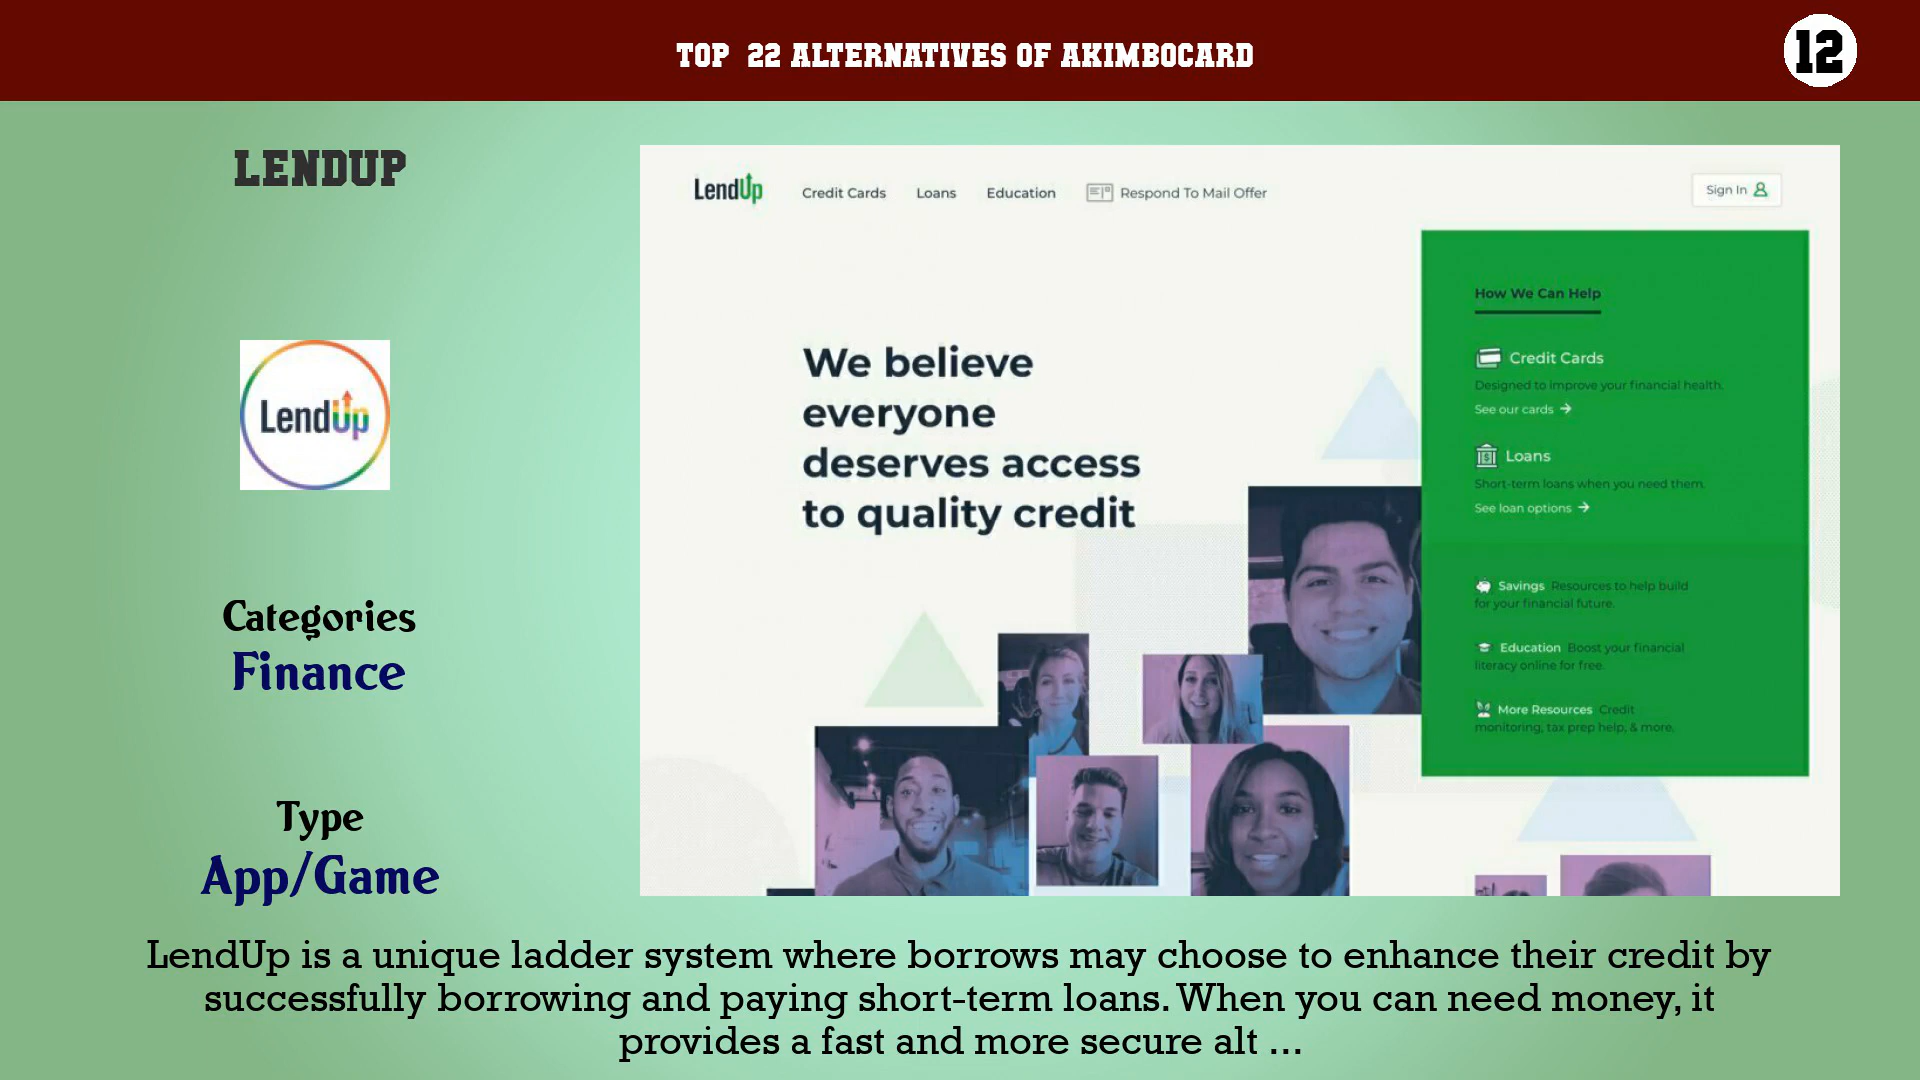 TOP 22 ALTERNATIVES OF AKIMBOCARD
12
LENDUP
LendUp
Categories
Finance
Type
App/Game
LendUp
Credit Cards
Loans
Education
Respond To Mail Offer
Sign In
We believe
everyone
deserves access
to quality credit
How We Can Help
Credit Cards
Designed to improve your financial health.
See our cards →
Loans
Short-term loans when you need them.
See loan options →
Savings Resources to help build
for your financial future.
Education Boost your financial
literacy online for free.
More Resources Credit
monitoring, tax prep help, & more.
LendUp is a unique ladder system where borrows may choose to enhance their credit by
successfully borrowing and paying short-term loans. When you can need money, it
provides a fast and more secure alt ...